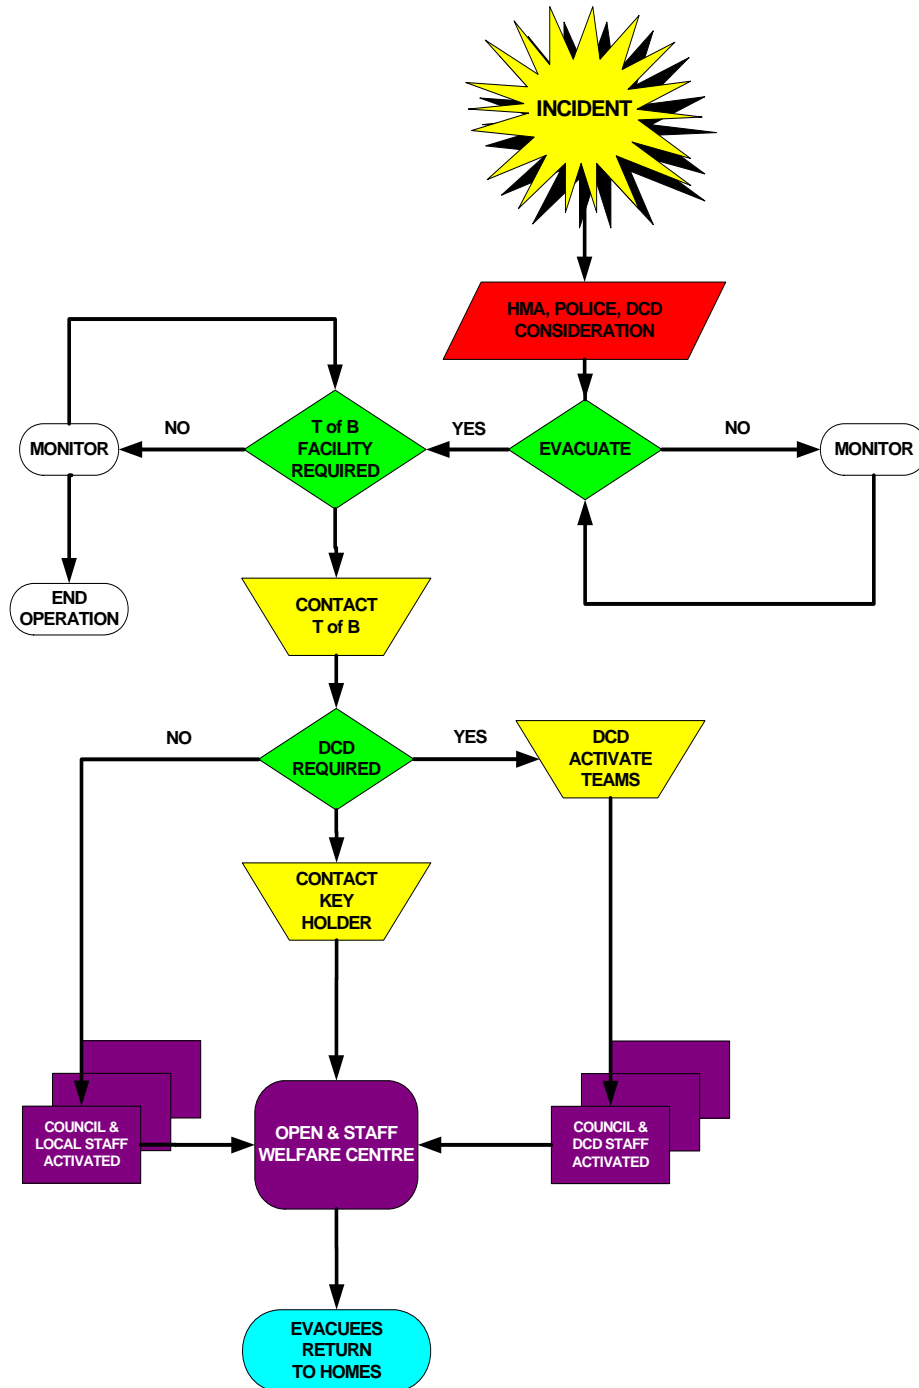 INCIDENT
HMA, POLICE, DCD
CONSIDERATION
T of B
FACILITY
REQUIRED
NO
MONITOR
YES
EVACUATE
NO
MONITOR
END
OPERATION
CONTACT
T of B
NO
DCD
REQUIRED
YES
DCD
ACTIVATE
TEAMS
CONTACT
KEY
HOLDER
COUNCIL &
LOCAL STAFF
ACTIVATED
OPEN & STAFF
WELFARE CENTRE
COUNCIL &
DCD STAFF
ACTIVATED
EVACUEES
RETURN
TO HOMES